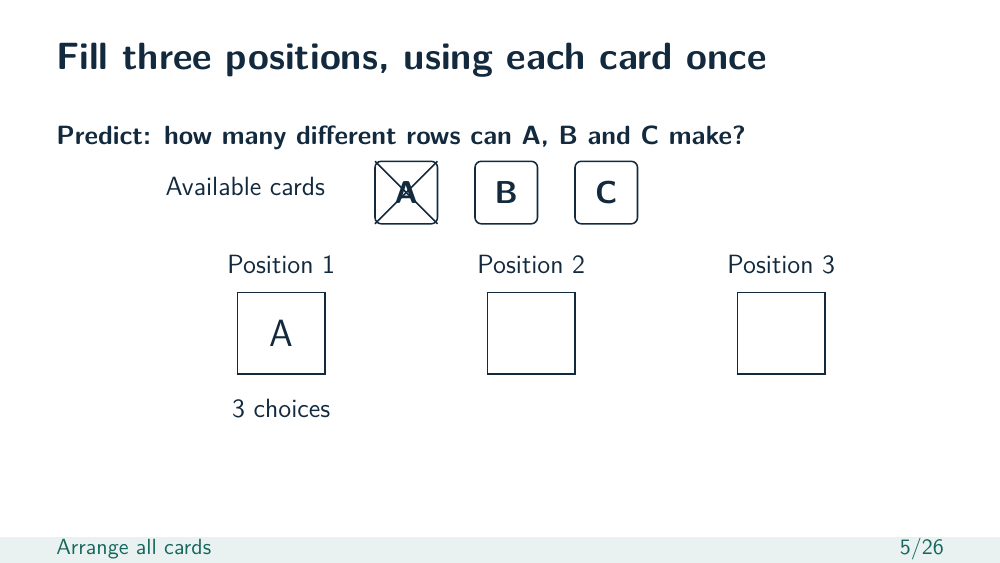 Fill three positions, using each card once
Predict: how many different rows can A, B and C make?
Available cards A B C
Position 1 Position 2 Position 3
A
3 choices
Arrange all cards 5/26